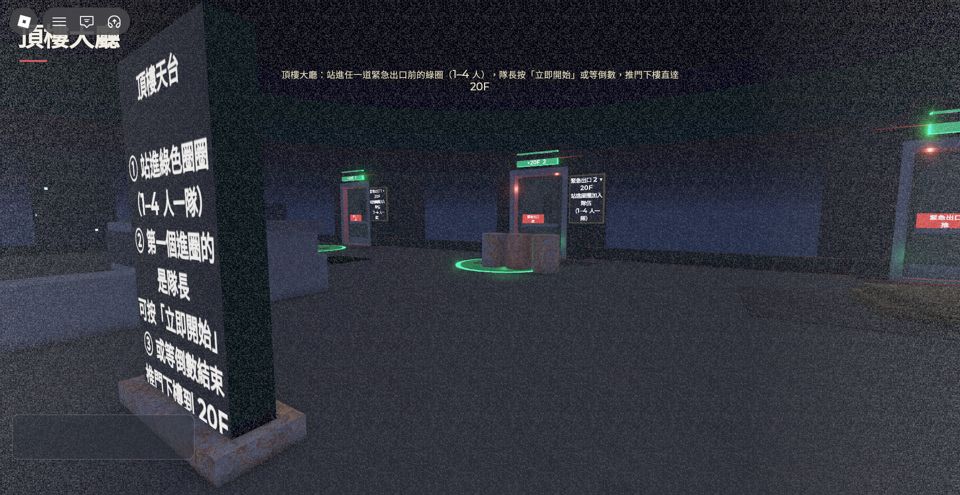 頂樓大廳
頂樓天台
① 站進綠色圈圈
(1–4 人一隊)
② 第一個進圈的
是隊長
可按「立即開始」
③ 或等倒數結束
推門下樓到 20F
頂樓大廳：站進任一道緊急出口前的綠圈（1–4 人），隊長按「立即開始」或等倒數，推門下樓直達
20F
緊急出口 2
20F
站進綠圈加入
隊伍
(1–4 人一
隊)
緊急出口
推